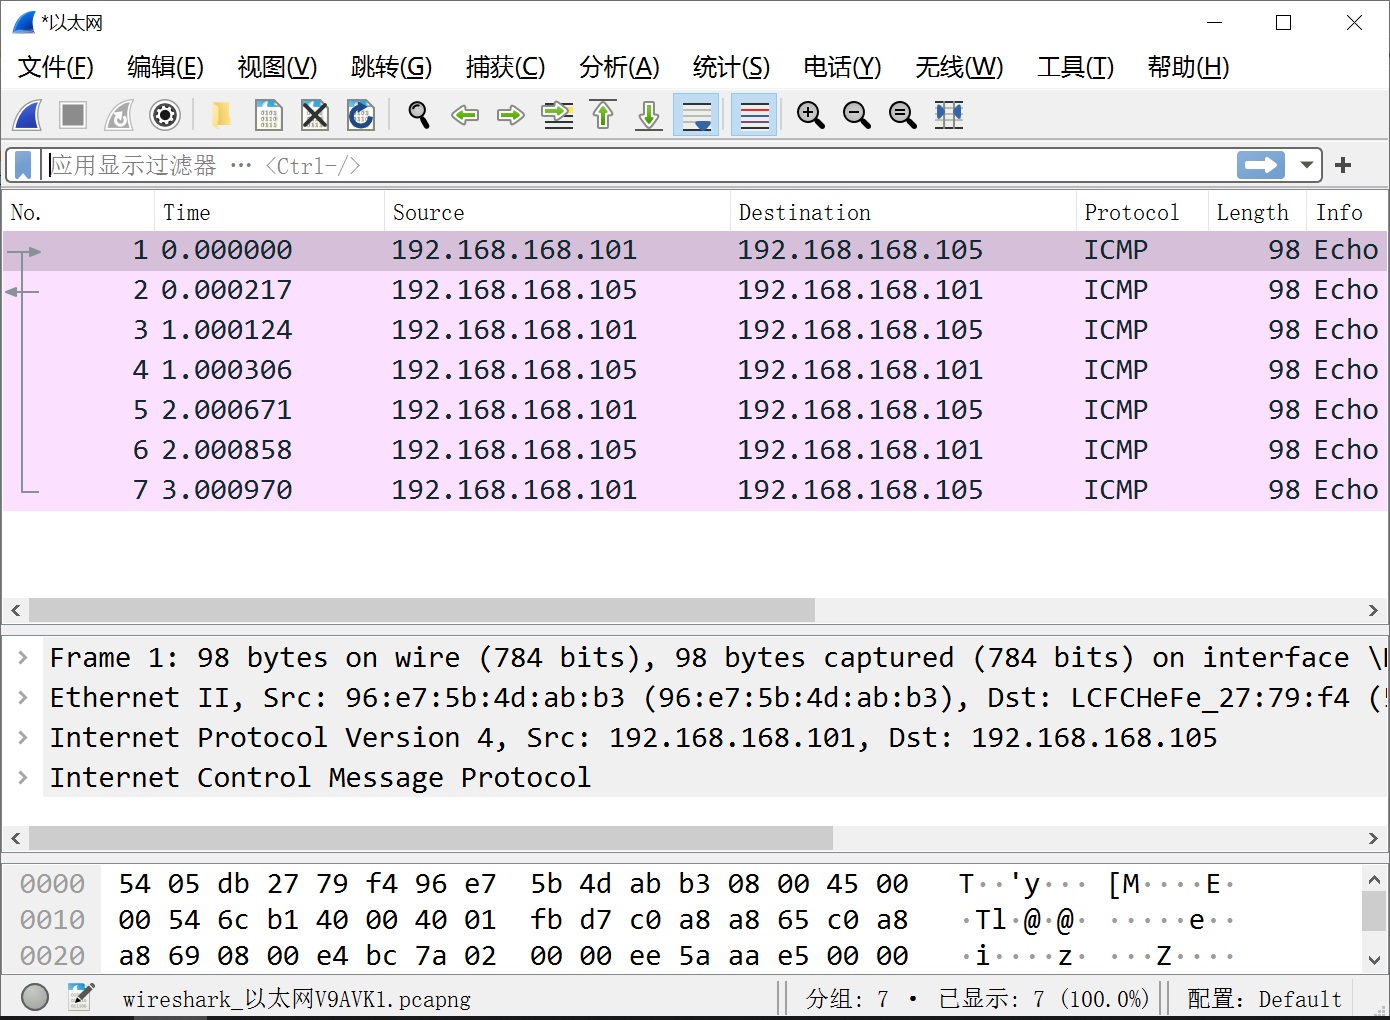 *以太网
文件(F) 编辑(E) 视图(V) 跳转(G) 捕获(C) 分析(A) 统计(S) 电话(Y) 无线(W) 工具(T) 帮助(H)
应用显示过滤器 … <Ctrl-/>
No. Time Source Destination Protocol Length Info
1 0.000000 192.168.168.101 192.168.168.105 ICMP 98 Echo
2 0.000217 192.168.168.105 192.168.168.101 ICMP 98 Echo
3 1.000124 192.168.168.101 192.168.168.105 ICMP 98 Echo
4 1.000306 192.168.168.105 192.168.168.101 ICMP 98 Echo
5 2.000671 192.168.168.101 192.168.168.105 ICMP 98 Echo
6 2.000858 192.168.168.105 192.168.168.101 ICMP 98 Echo
7 3.000970 192.168.168.101 192.168.168.105 ICMP 98 Echo
Frame 1: 98 bytes on wire (784 bits), 98 bytes captured (784 bits) on interface \
Ethernet II, Src: 96:e7:5b:4d:ab:b3 (96:e7:5b:4d:ab:b3), Dst: LCFCHeFe_27:79:f4 (
Internet Protocol Version 4, Src: 192.168.168.101, Dst: 192.168.168.105
Internet Control Message Protocol
0000 54 05 db 27 79 f4 96 e7 5b 4d ab b3 08 00 45 00 T··'y··· [M····E·
0010 00 54 6c b1 40 00 40 01 fb d7 c0 a8 a8 65 c0 a8 ·Tl·@·@· ·····e··
0020 a8 69 08 00 e4 bc 7a 02 00 00 ee 5a aa e5 00 00 ·i····z· ···Z····
wireshark_以太网V9AVK1.pcapng 分组: 7 · 已显示: 7 (100.0%) 配置: Default